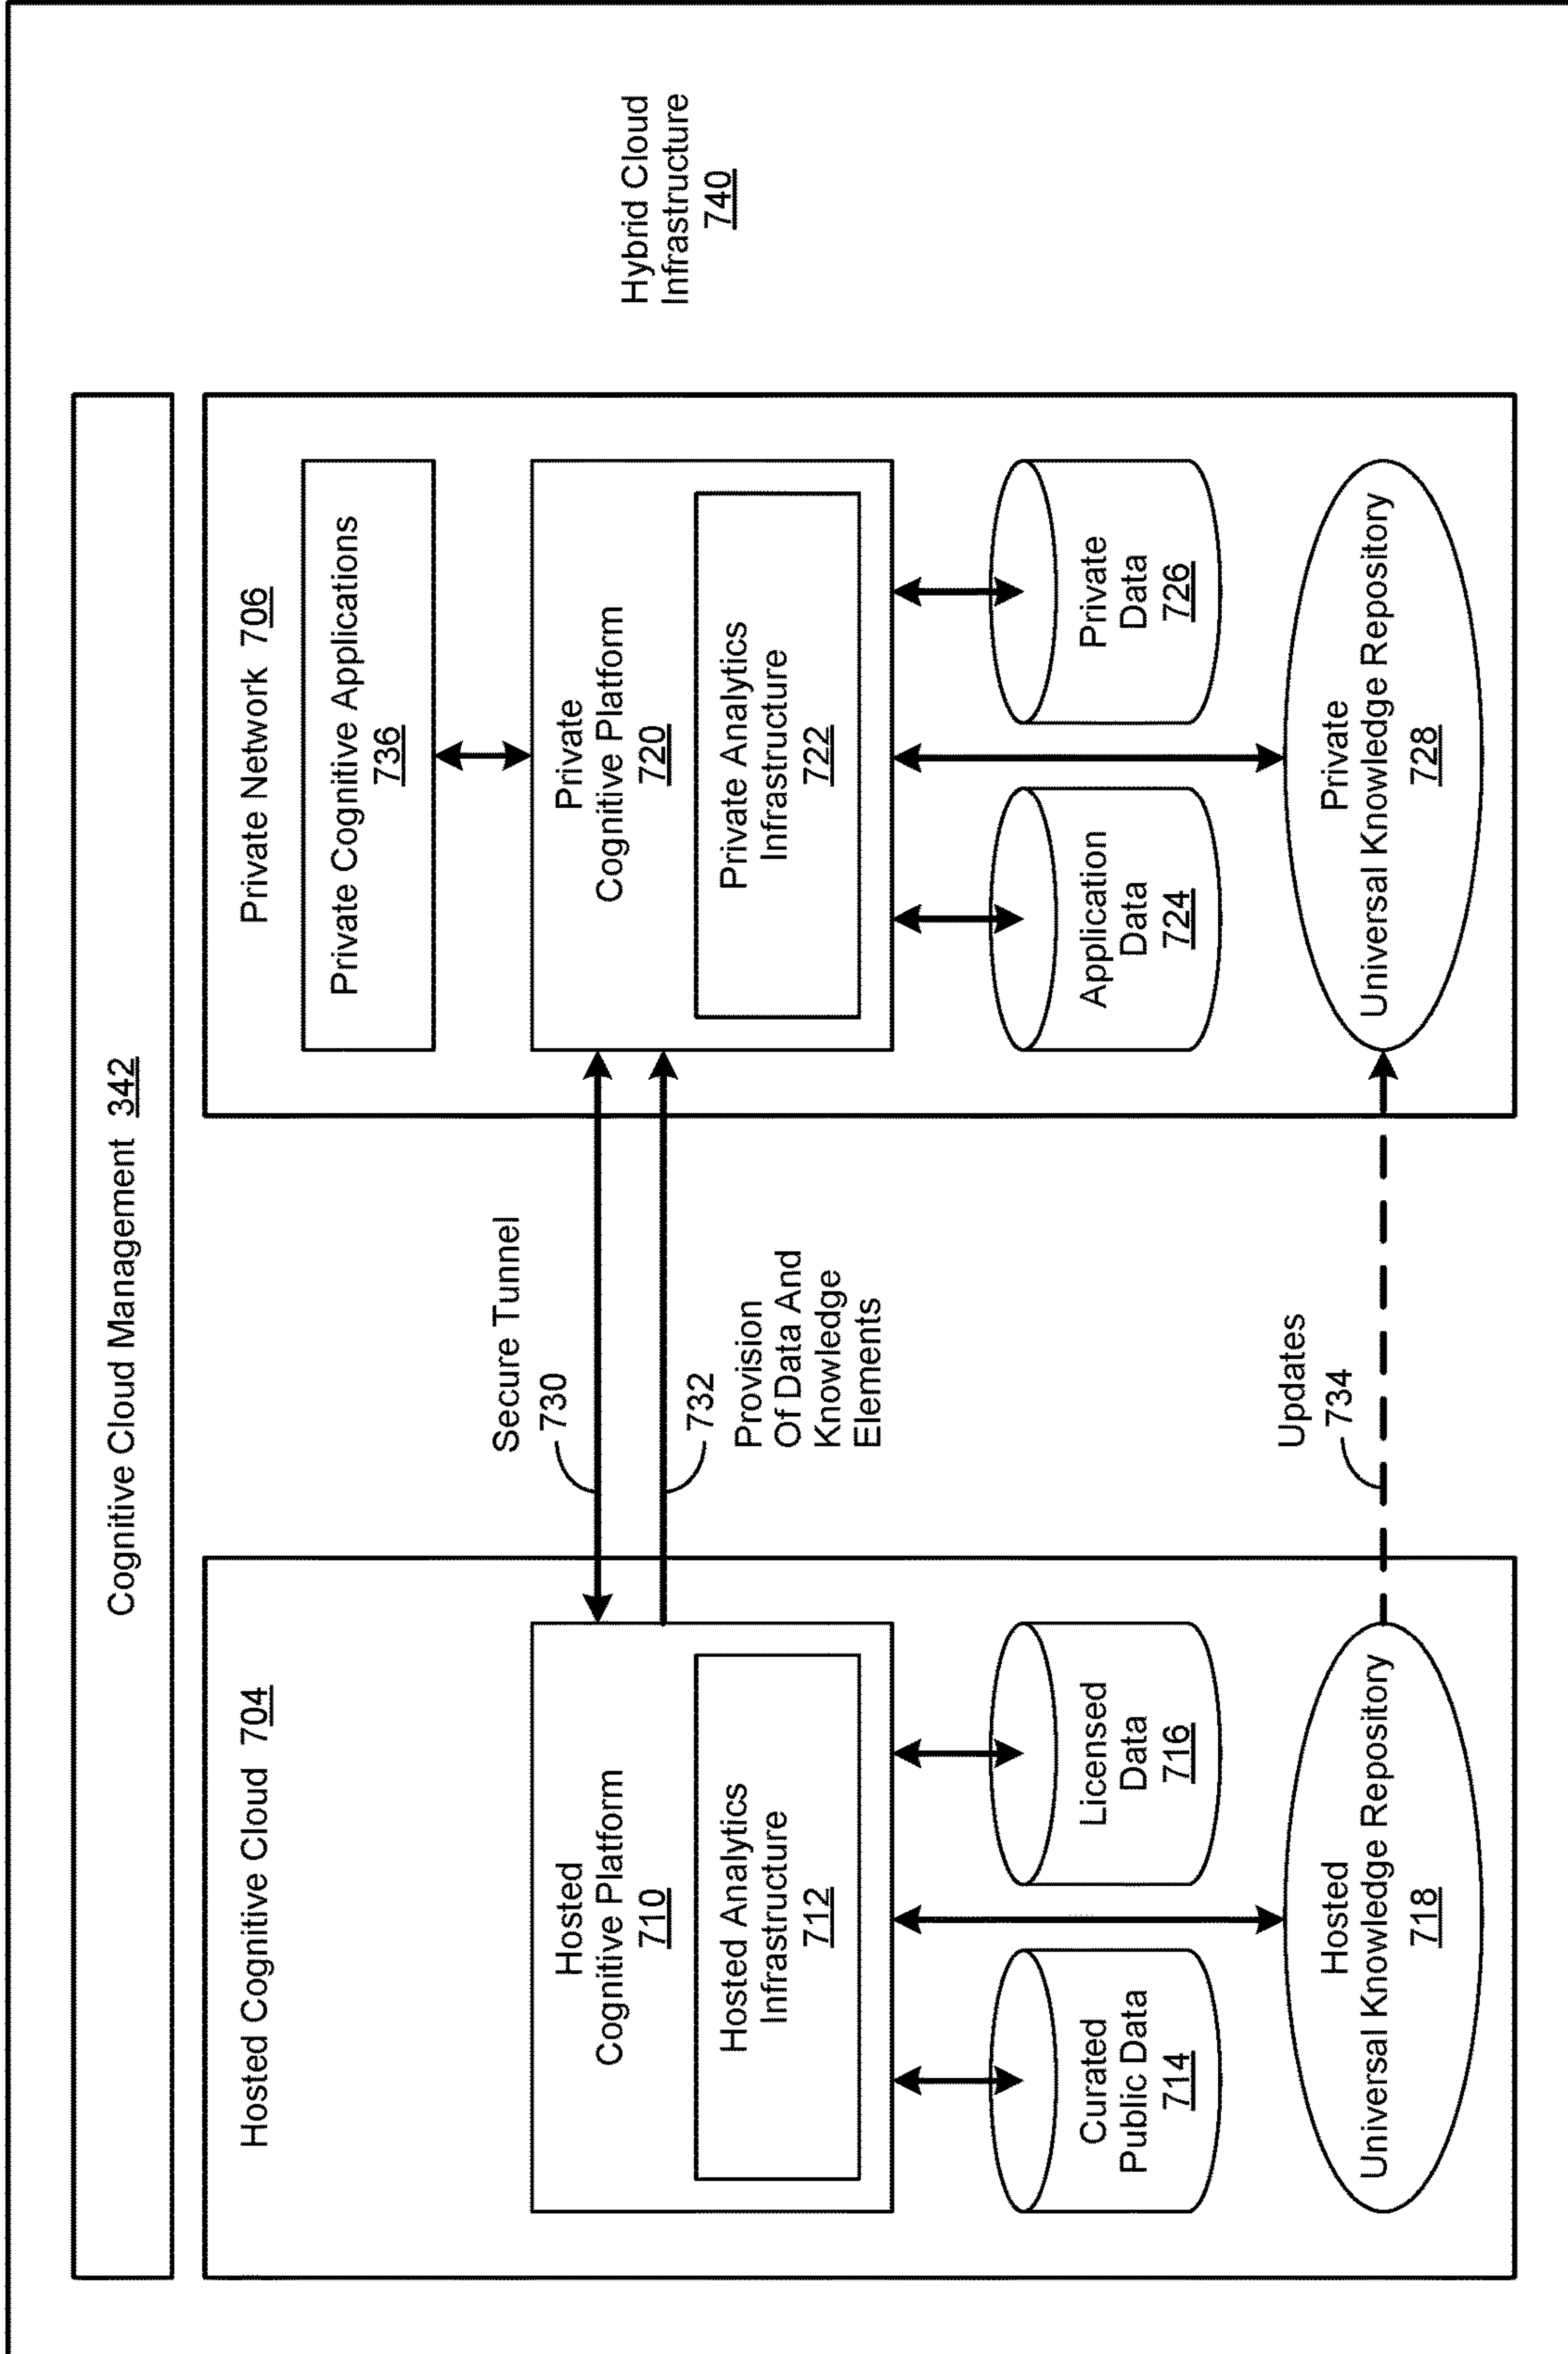 Cognitive Cloud Management 342
Hosted Cognitive Cloud 704
Hosted
Cognitive Platform
710
Hosted Analytics
Infrastructure
712
Curated
Public Data
714
Licensed
Data
716
Hosted
Universal Knowledge Repository
718
Secure Tunnel
730
732
Provision
Of Data And
Knowledge
Elements
Updates
734
Private Network 706
Private Cognitive Applications
736
Private
Cognitive Platform
720
Private Analytics
Infrastructure
722
Application
Data
724
Private
Data
726
Private
Universal Knowledge Repository
728
Hybrid Cloud
Infrastructure
740